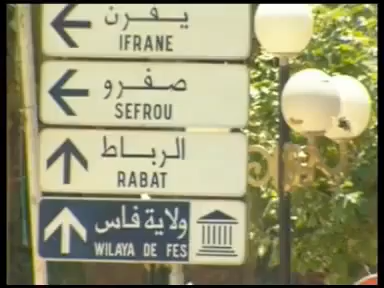 يفرن
IFRANE
صفرو
SEFROU
الرباط
RABAT
ولاية فاس
WILAYA DE FES